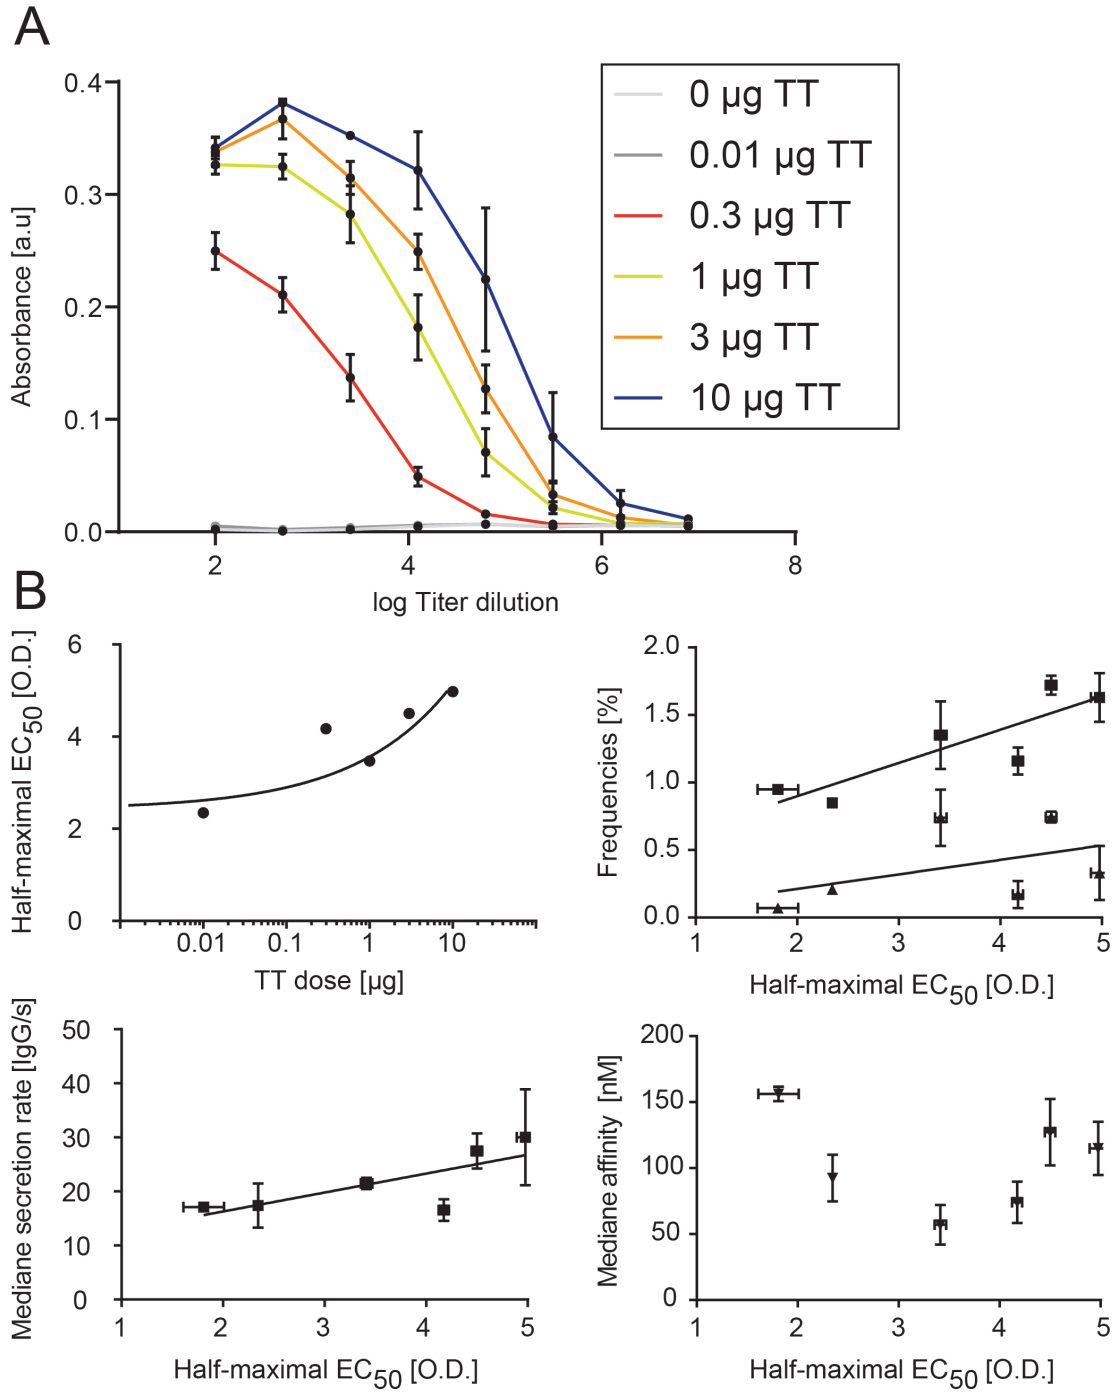 A
0.4
0.3
0.2
0.1
0.0
Absorbance [a.u]
2 4 6 8
log Titer dilution
0 µg TT
0.01 µg TT
0.3 µg TT
1 µg TT
3 µg TT
10 µg TT
B
Half-maximal EC50 [O.D.]
6
4
2
0
0.01 0.1 1 10
TT dose [µg]
Frequencies [%]
2.0
1.5
1.0
0.5
0.0
1 2 3 4 5
Half-maximal EC50 [O.D.]
Mediane secretion rate [IgG/s]
50
40
30
20
10
0
1 2 3 4 5
Half-maximal EC50 [O.D.]
Mediane affinity [nM]
200
150
100
50
0
1 2 3 4 5
Half-maximal EC50 [O.D.]